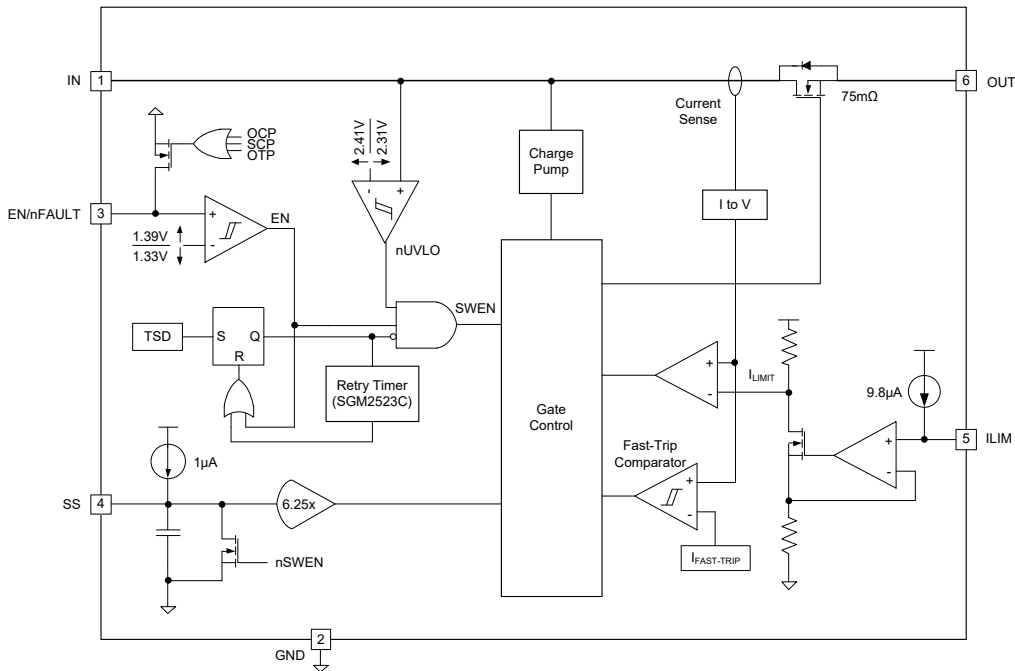 IN
1
6
OUT
Current
Sense
75mΩ
OCP
SCP
OTP
2.41V
2.31V
-
+
Charge
Pump
I to V
EN/nFAULT
3
1.39V
1.33V
+
-
EN
nUVLO
SWEN
TSD
S
Q
R
Retry Timer
(SGM2523C)
Gate
Control
+
-
ILIMIT
9.8μA
5
ILIM
+
-
Fast-Trip
Comparator
+
-
IFAST-TRIP
1μA
SS
4
6.25x
nSWEN
2
GND